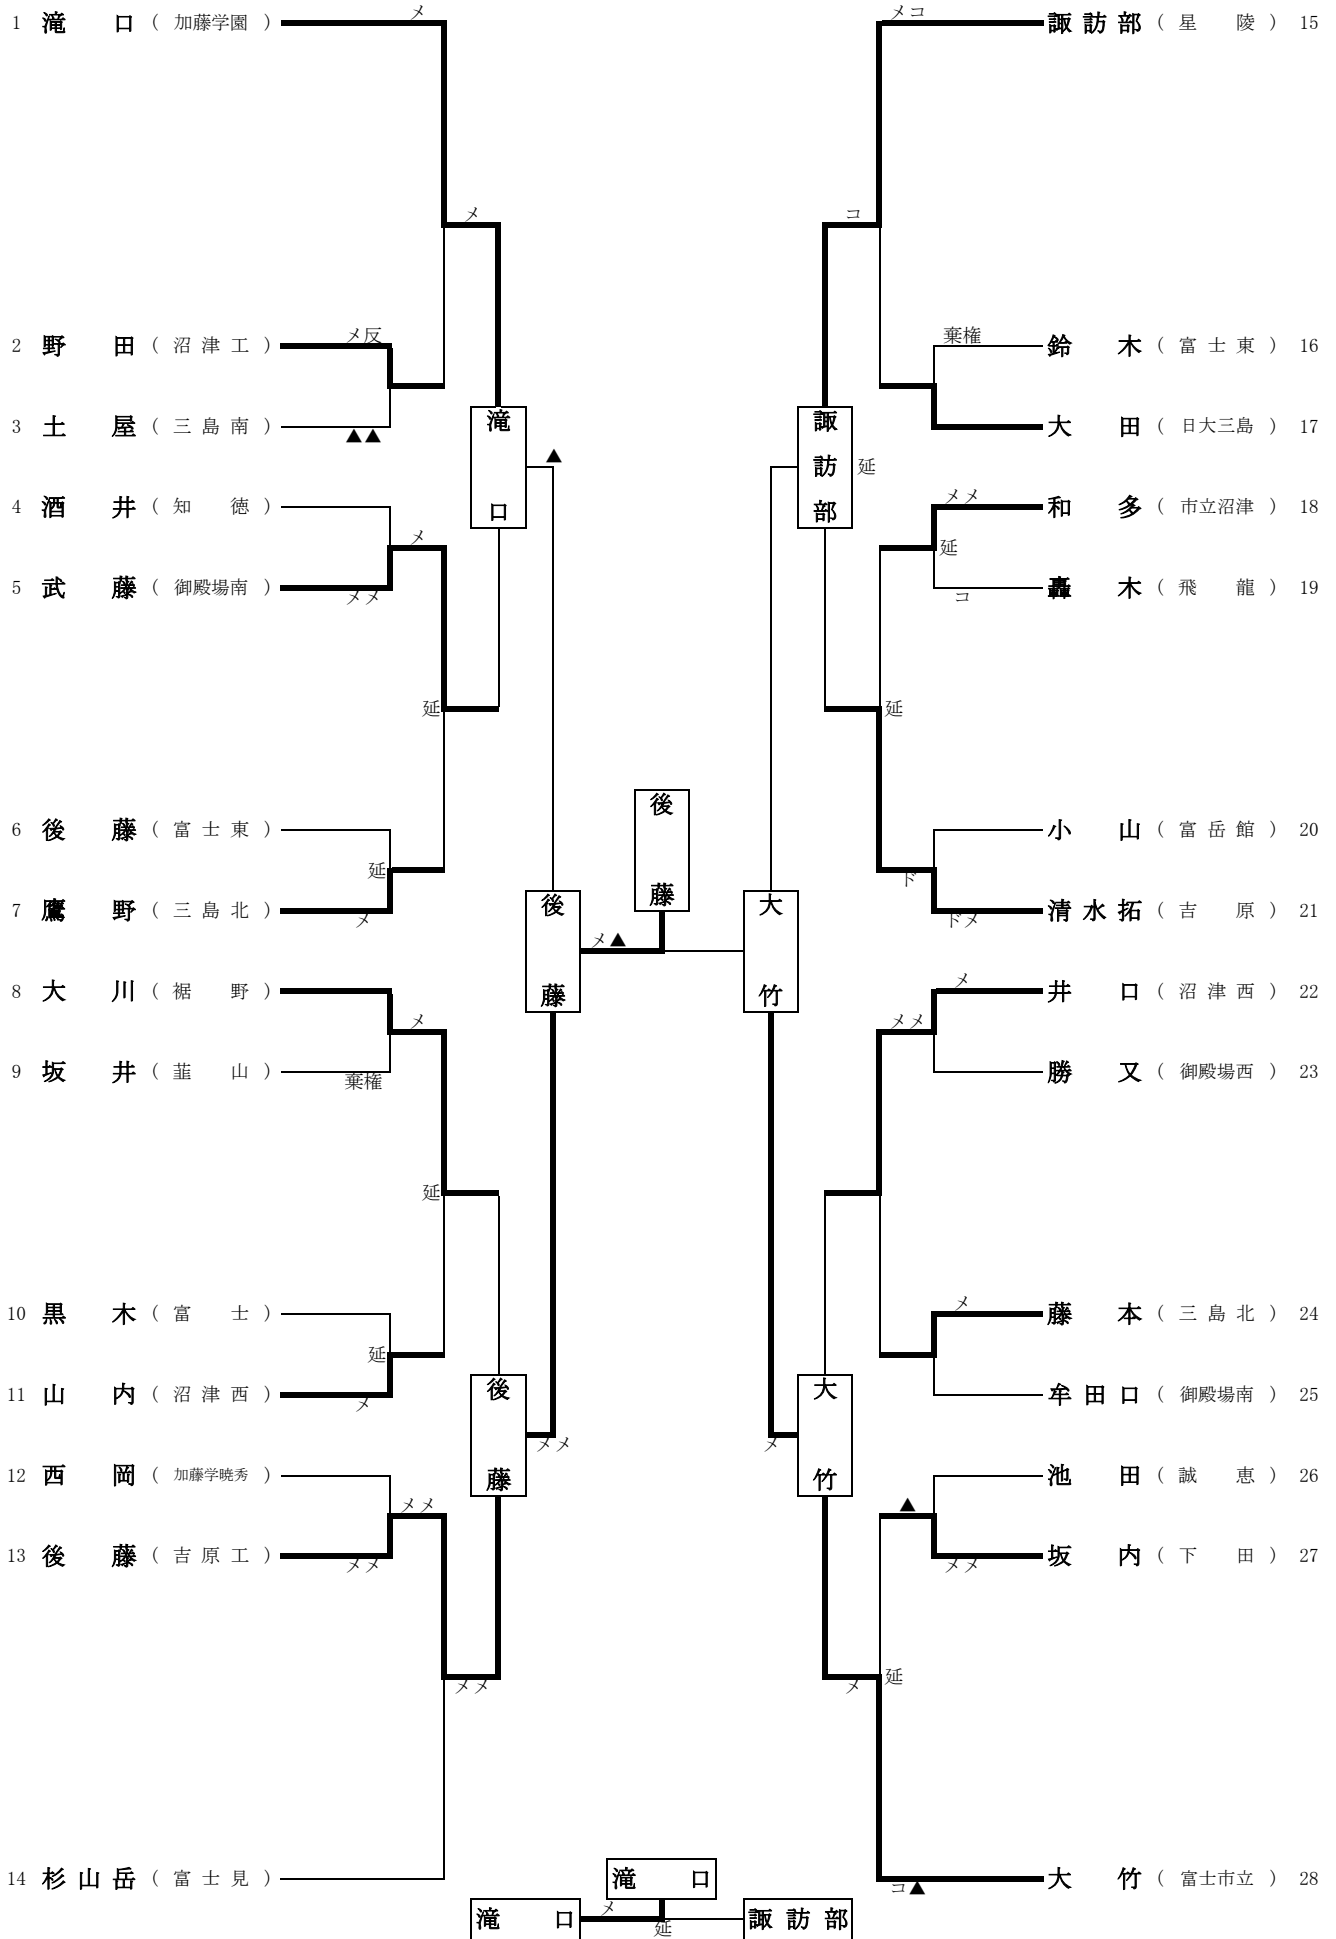 メ
メコ
1 滝口 ( 加藤学園 )
諏訪部 ( 星陵 ) 15
メ
コ
メ反
棄権
2 野田 ( 沼津工 )
鈴木 ( 富士東 ) 16
3 土屋 ( 三島南 )
大田 ( 日大三島 ) 17
▲▲
滝口
諏訪部
▲
延
メメ
4 酒井 ( 知徳 )
和多 ( 市立沼津 ) 18
メ
延
5 武藤 ( 御殿場南 )
轟木 ( 飛龍 ) 19
メメ
コ
延
延
後藤
6 後藤 ( 富士東 )
小山 ( 富岳館 ) 20
延
ド
7 鷹野 ( 三島北 )
清水拓 ( 吉原 ) 21
メ
ドメ
後藤
大竹
メ▲
メ
8 大川 ( 裾野 )
井口 ( 沼津西 ) 22
メ
メメ
9 坂井 ( 韮山 )
勝又 ( 御殿場西 ) 23
棄権
延
メ
10 黒木 ( 富士 )
藤本 ( 三島北 ) 24
延
11 山内 ( 沼津西 )
牟田口 ( 御殿場南 ) 25
メ
後藤
大竹
メメ
メ
12 西岡 ( 加藤学暁秀 )
池田 ( 誠恵 ) 26
メメ
▲
13 後藤 ( 吉原工 )
坂内 ( 下田 ) 27
メメ
メメ
メメ
メ
延
14 杉山岳 ( 富士見 )
大竹 ( 富士市立 ) 28
コ▲
滝口
メ
滝口
諏訪部
延